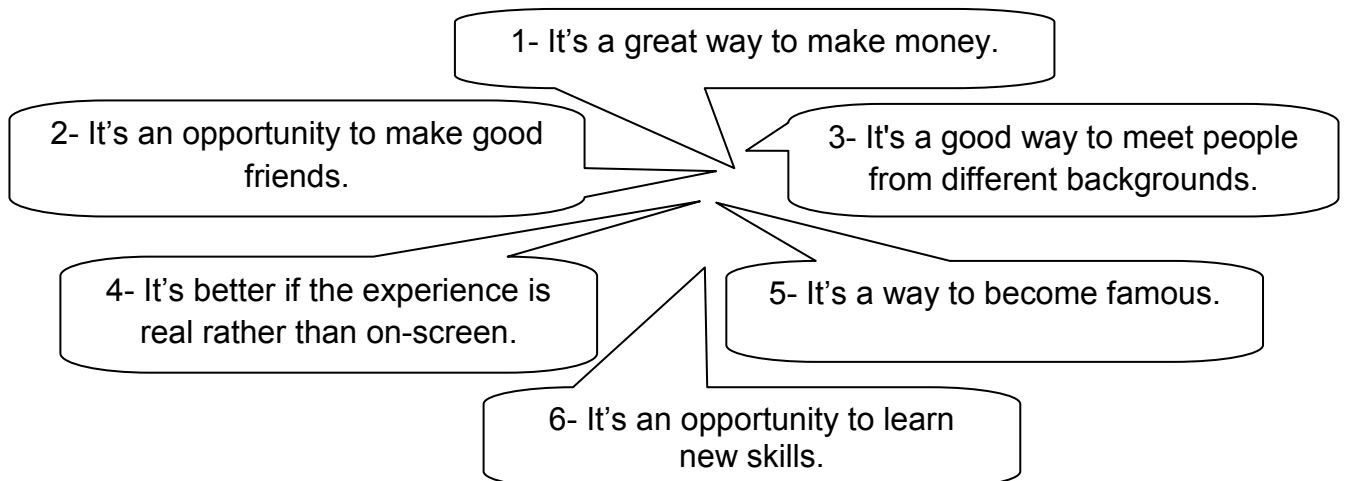 1- It’s a great way to make money.
2- It’s an opportunity to make good
friends.
3- It's a good way to meet people
from different backgrounds.
4- It’s better if the experience is
real rather than on-screen.
5- It’s a way to become famous.
6- It’s an opportunity to learn
new skills.